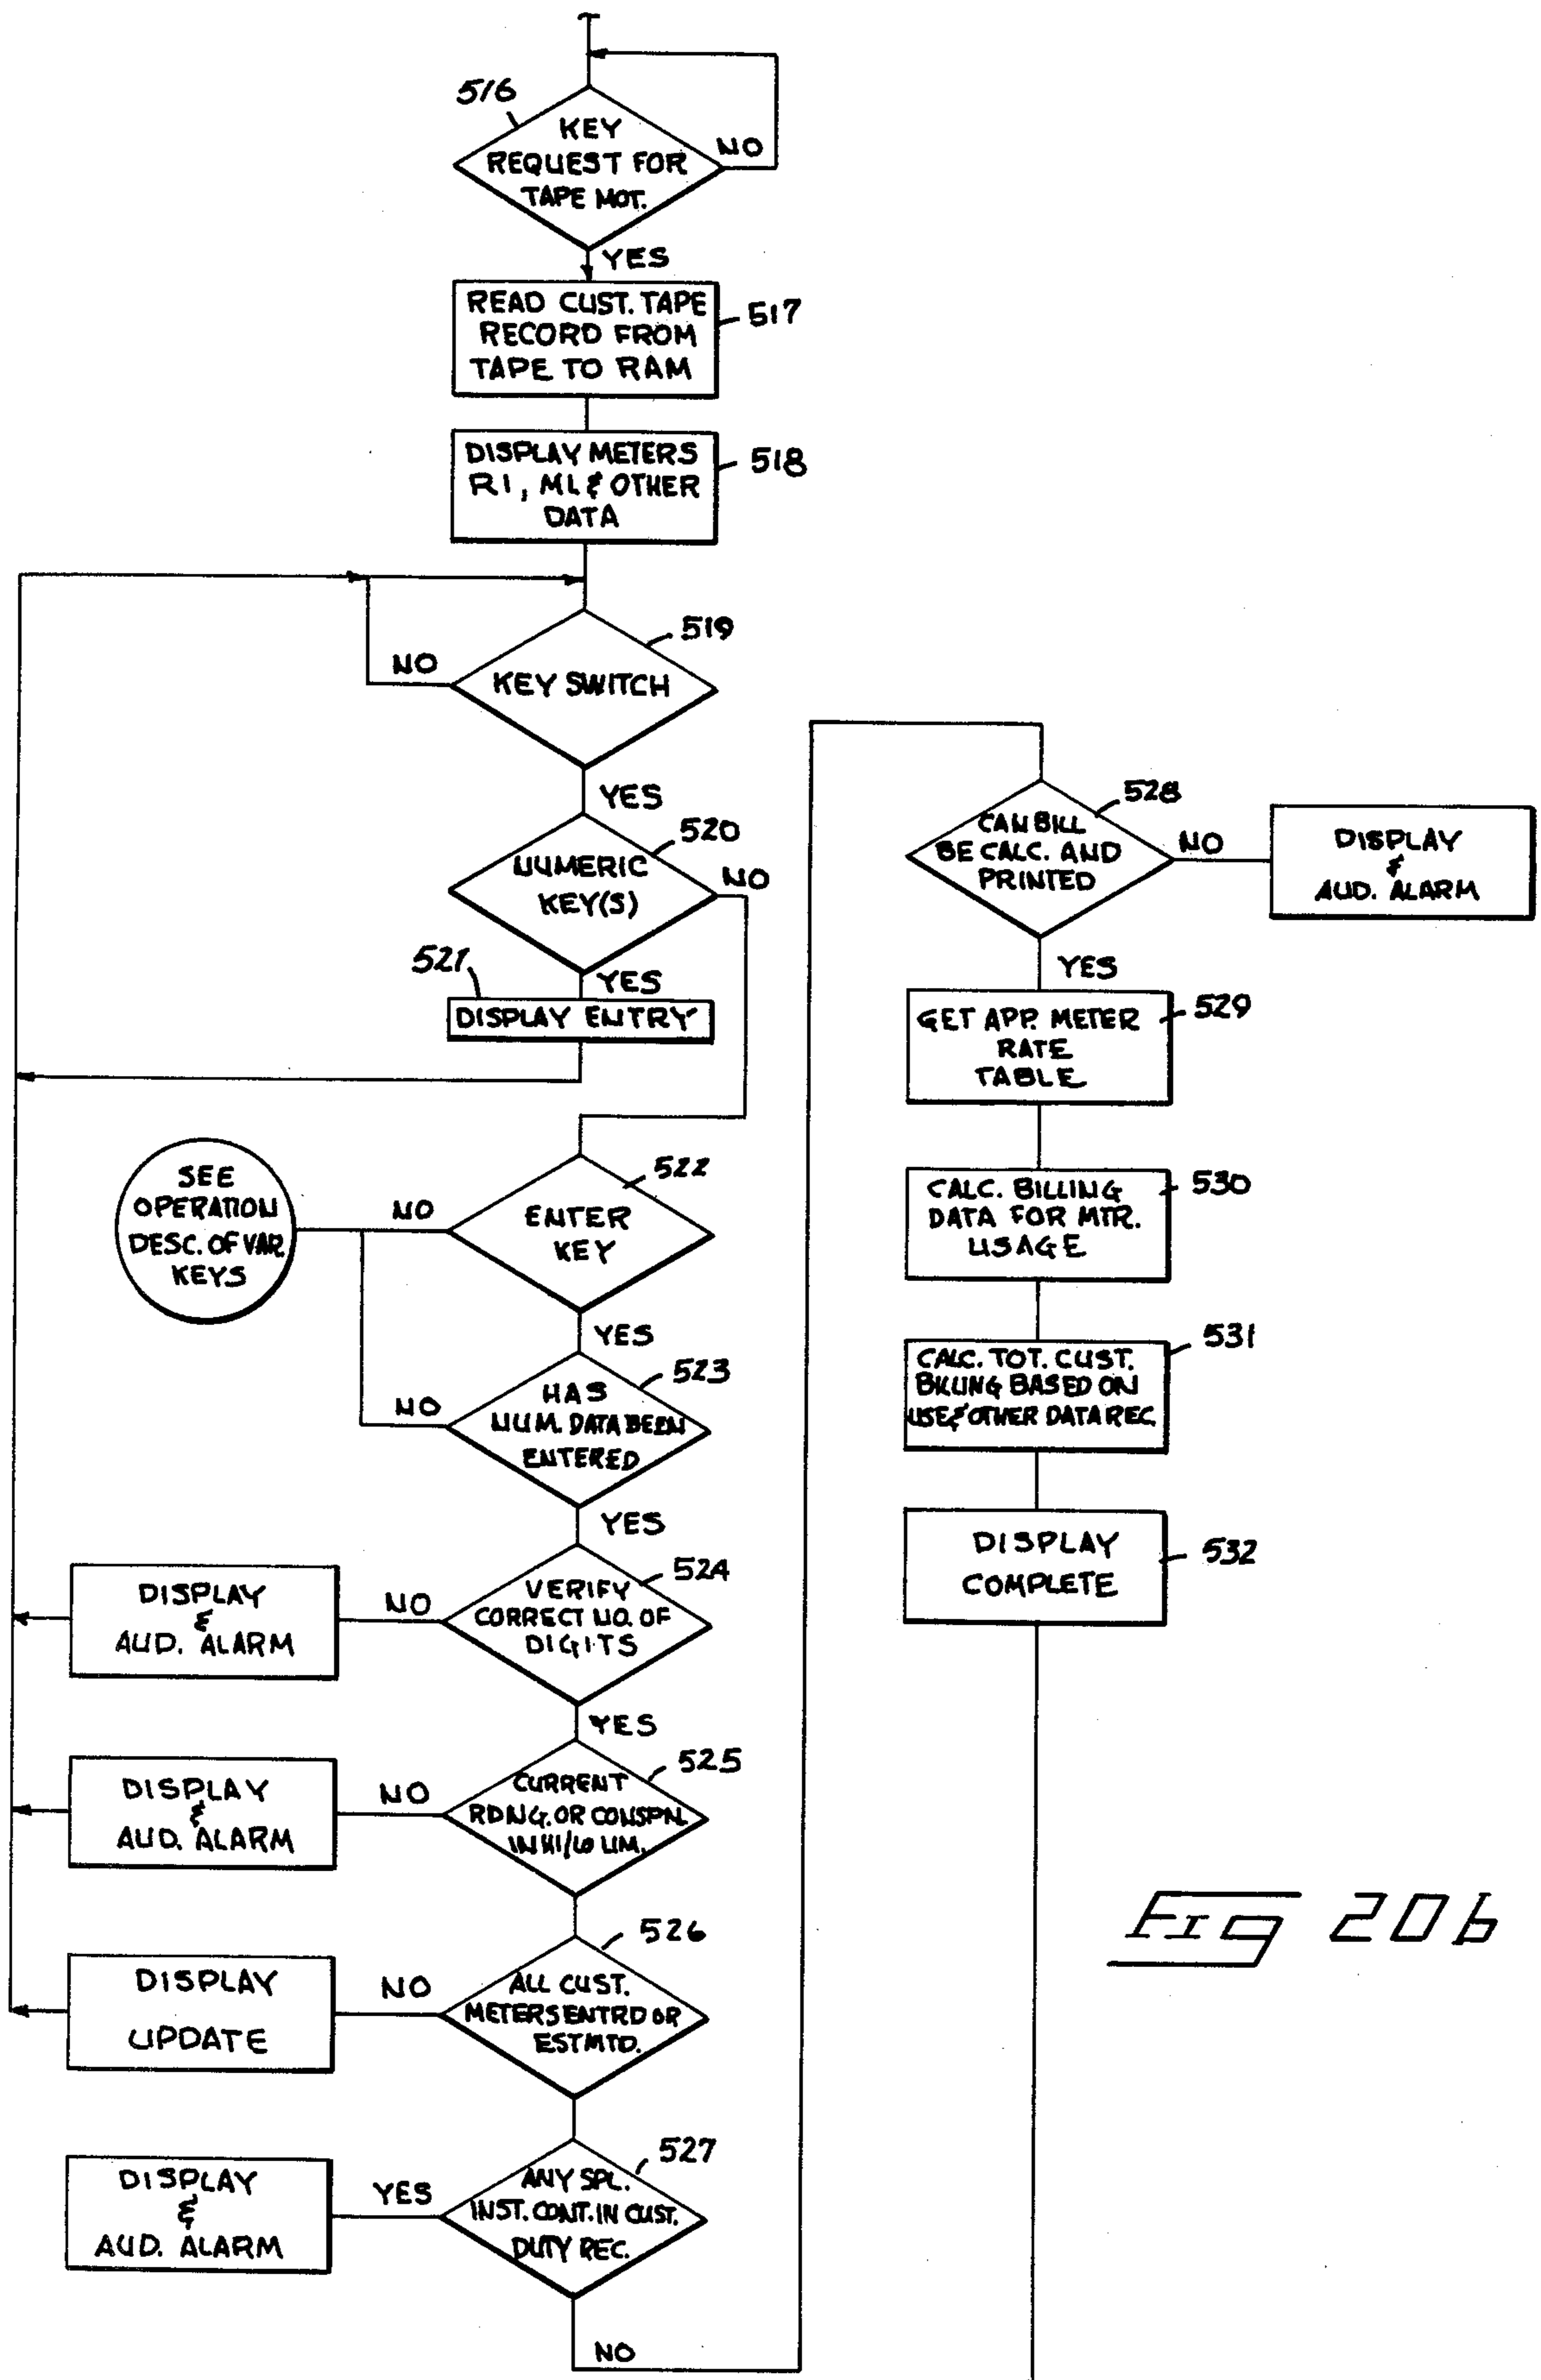 516
KEY
REQUEST FOR
TAPE MOT.
NO
YES
READ CUST. TAPE
RECORD FROM
TAPE TO RAM
517
DISPLAY METERS
R1, ML & OTHER
DATA
518
519
NO
KEY SWITCH
YES
520
NUMERIC
KEY(S)
NO
521
YES
DISPLAY ENTRY
SEE
OPERATION
DESC. OF VAR.
KEYS
NO
522
ENTER
KEY
YES
523
HAS
NUM. DATA BEEN
ENTERED
NO
YES
524
VERIFY
CORRECT NO. OF
DIGITS
NO
DISPLAY
&
AUD. ALARM
YES
525
CURRENT
RDNG. OR CONSPN.
IN HI/LO LIM.
NO
DISPLAY
&
AUD. ALARM
526
ALL CUST.
METERS ENTRD OR
ESTMTD.
NO
DISPLAY
UPDATE
527
ANY SPL.
INST. CONT. IN CUST.
DUTY REC.
YES
DISPLAY
&
AUD. ALARM
NO
528
CAN BILL
BE CALC. AND
PRINTED
NO
DISPLAY
&
AUD. ALARM
YES
GET APP. METER
RATE
TABLE
529
CALC. BILLING
DATA FOR MTR.
USAGE
530
CALC. TOT. CUST.
BILLING BASED ON
USE & OTHER DATA REC.
531
DISPLAY
COMPLETE
532
FIG 20b